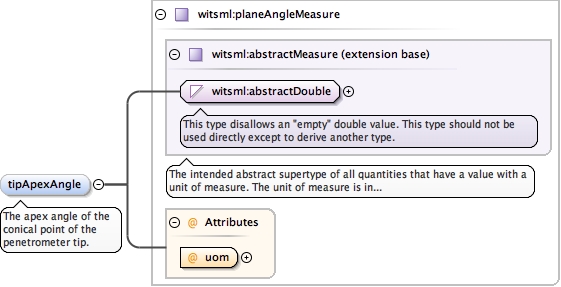 witsml:planeAngleMeasure
witsml:abstractMeasure (extension base)
witsml:abstractDouble
This type disallows an "empty" double value. This type should not be
used directly except to derive another type.
The intended abstract supertype of all quantities that have a value with a
unit of measure. The unit of measure is in...
tipApexAngle
The apex angle of the
conical point of the
penetrometer tip.
@ Attributes
@ uom